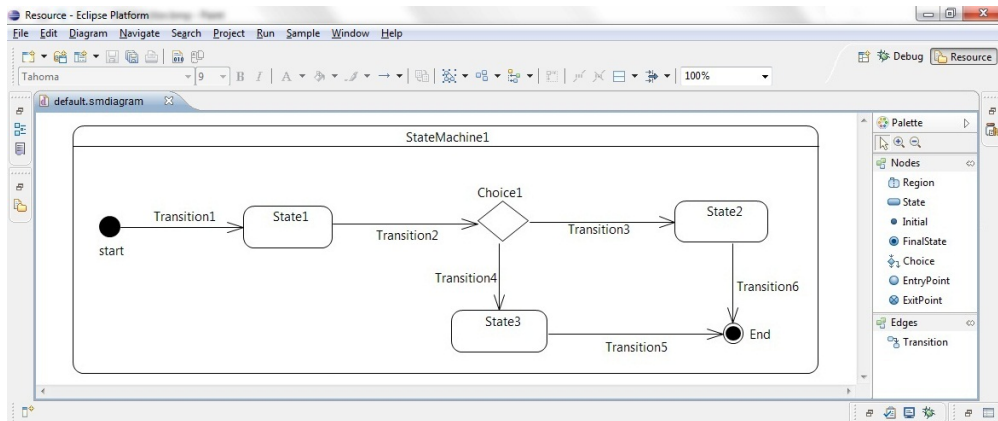 Resource - Eclipse Platform
File Edit Diagram Navigate Search Project Run Sample Window Help
Debug Resource
Tahoma 9 B I A 100%
default.smdiagram
StateMachine1
Palette
Nodes
Region
State
Initial
FinalState
Choice
EntryPoint
ExitPoint
Edges
Transition
start
Transition1
State1
Transition2
Choice1
Transition3
State2
Transition4
Transition6
State3
Transition5
End